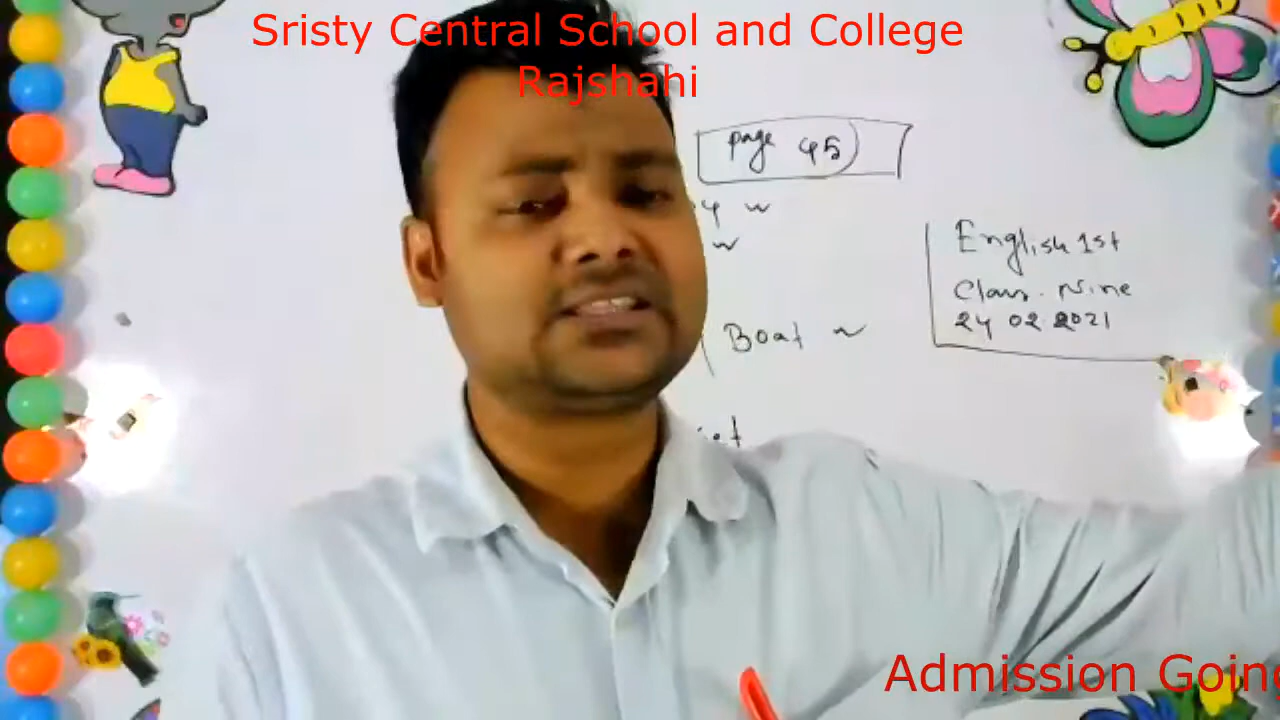 Sristy Central School and College
Rajshahi
page 45
w
w
Boat
English 1st
Class. Nine
24 02 2021
Admission Going